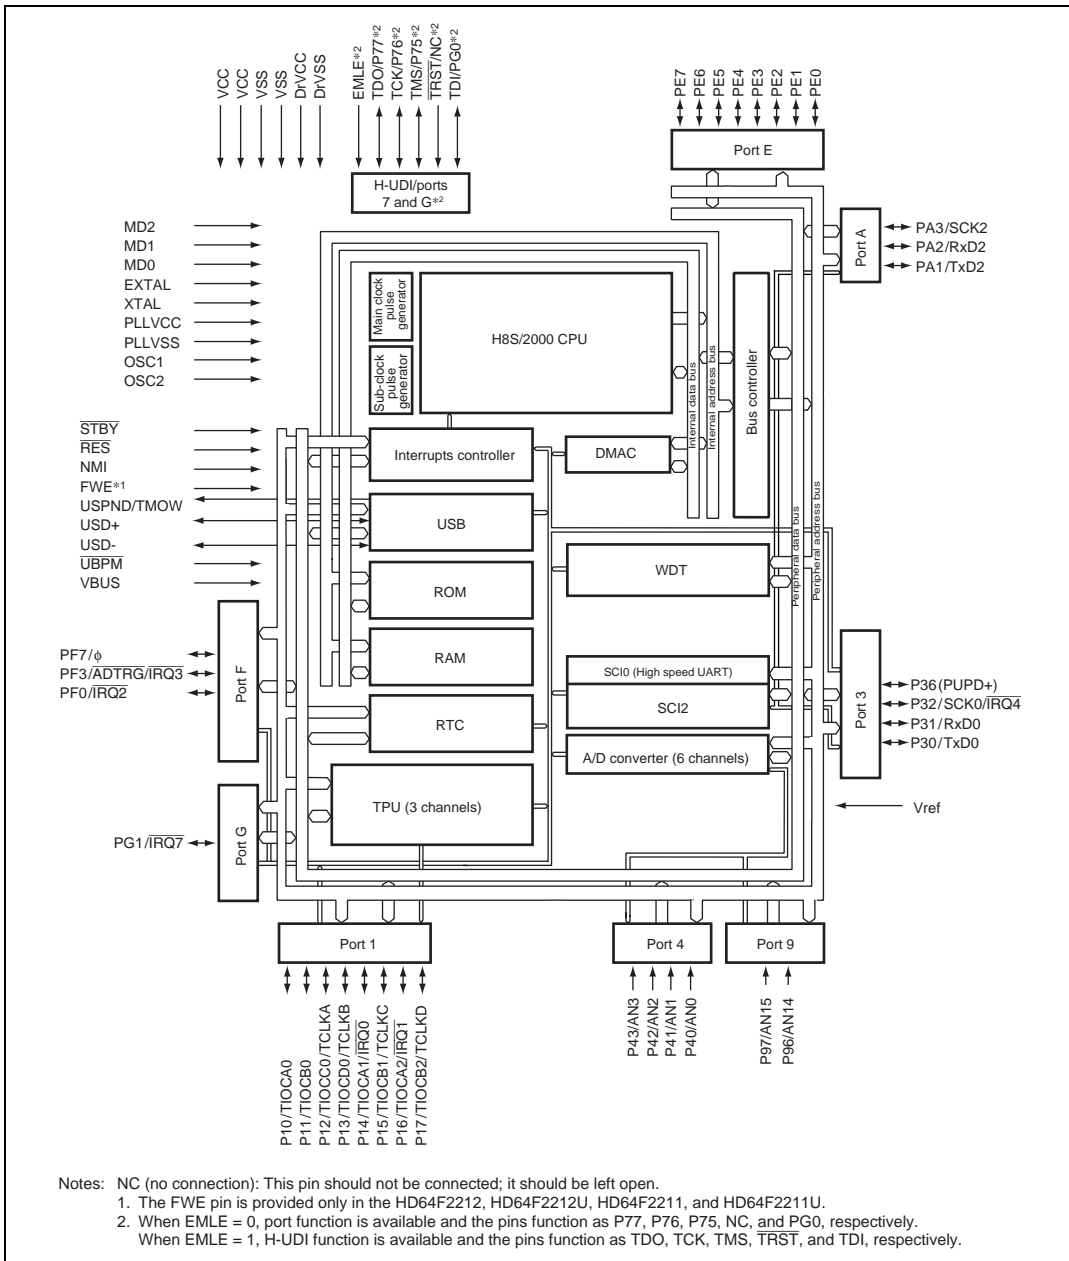 VCC
VCC
VSS
VSS
DrVCC
DrVSS
EMLE*2
TDO/P77*2
TCK/P76*2
TMS/P75*2
TRST/NC*2
TDI/PG0*2
H-UDI/ports
7 and G*2
PE7
PE6
PE5
PE4
PE3
PE2
PE1
PE0
Port E
Port A
PA3/SCK2
PA2/RxD2
PA1/TxD2
MD2
MD1
MD0
EXTAL
XTAL
PLLVCC
PLLVSS
OSC1
OSC2
STBY
RES
NMI
FWE*1
USPND/TMOW
USD+
USD-
UBPM
VBUS
Main clock
pulse
generator
Sub-clock
pulse
generator
H8S/2000 CPU
Internal data bus
Internal address bus
Bus controller
Interrupts controller
DMAC
USB
WDT
Peripheral data bus
Peripheral address bus
ROM
RAM
SCI0 (High speed UART)
SCI2
RTC
A/D converter (6 channels)
TPU (3 channels)
Port F
PF7/ϕ
PF3/ADTRG/IRQ3
PF0/IRQ2
Port G
PG1/IRQ7
Port 3
P36 (PUPD+)
P32/SCK0/IRQ4
P31/RxD0
P30/TxD0
Vref
Port 1
Port 4
Port 9
P10/TIOCA0
P11/TIOCB0
P12/TIOCC0/TCLKA
P13/TIOCD0/TCLKB
P14/TIOCA1/IRQ0
P15/TIOCB1/TCLKC
P16/TIOCA2/IRQ1
P17/TIOCB2/TCLKD
P43/AN3
P42/AN2
P41/AN1
P40/AN0
P97/AN15
P96/AN14
Notes: NC (no connection): This pin should not be connected; it should be left open.
1. The FWE pin is provided only in the HD64F2212, HD64F2212U, HD64F2211, and HD64F2211U.
2. When EMLE = 0, port function is available and the pins function as P77, P76, P75, NC, and PG0, respectively.
When EMLE = 1, H-UDI function is available and the pins function as TDO, TCK, TMS, TRST, and TDI, respectively.